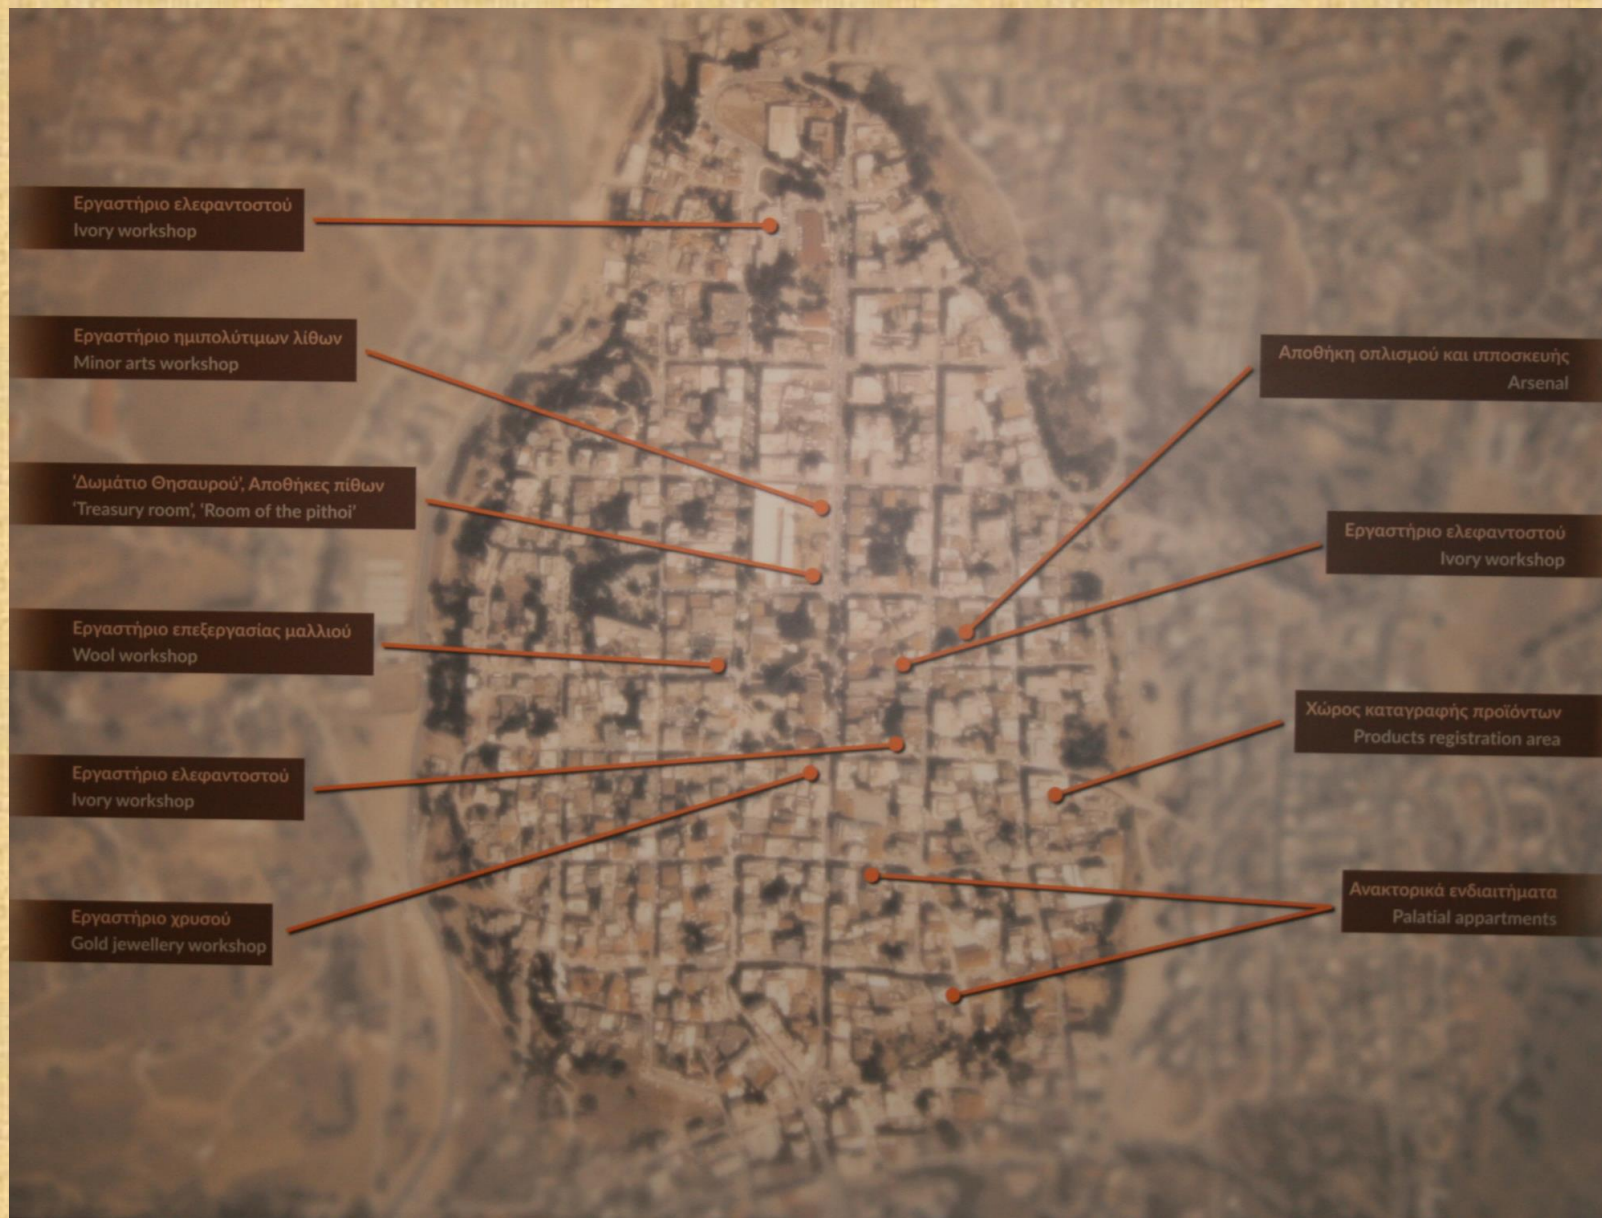 Εργαστήριο ελεφαντοστού
Ivory workshop
Εργαστήριο ημιπολύτιμων λίθων
Minor arts workshop
'Δωμάτιο Θησαυρού', Αποθήκες πίθων
'Treasury room', 'Room of the pithoi'
Εργαστήριο επεξεργασίας μαλλιού
Wool workshop
Εργαστήριο ελεφαντοστού
Ivory workshop
Εργαστήριο χρυσού
Gold jewellery workshop
Αποθήκη οπλισμού και ιπποσκευής
Arsenal
Εργαστήριο ελεφαντοστού
Ivory workshop
Χώρος καταγραφής προϊόντων
Products registration area
Ανακτορικά ενδιαιτήματα
Palatial appartments